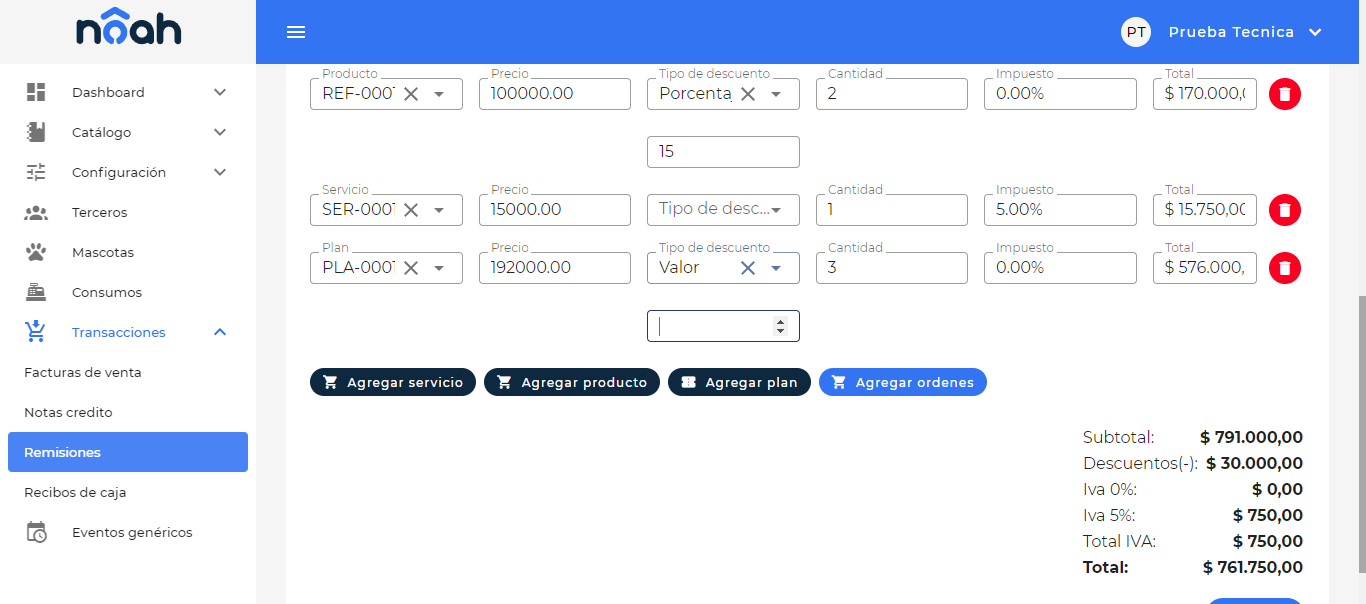 nôah
PT Prueba Tecnica
Dashboard
Catálogo
Configuración
Terceros
Mascotas
Consumos
Transacciones
Facturas de venta
Notas credito
Remisiones
Recibos de caja
Eventos genéricos
Producto Precio Tipo de descuento Cantidad Impuesto Total
REF-0001 100000.00 Porcenta 2 0.00% $ 170.000,
15
Servicio Precio Cantidad Impuesto Total
SER-0001 15000.00 Tipo de desc... 1 5.00% $ 15.750,00
Plan Precio Tipo de descuento Cantidad Impuesto Total
PLA-0001 192000.00 Valor 3 0.00% $ 576.000,
Agregar servicio Agregar producto Agregar plan Agregar ordenes
Subtotal: $ 791.000,00
Descuentos(-): $ 30.000,00
Iva 0%: $ 0,00
Iva 5%: $ 750,00
Total IVA: $ 750,00
Total: $ 761.750,00